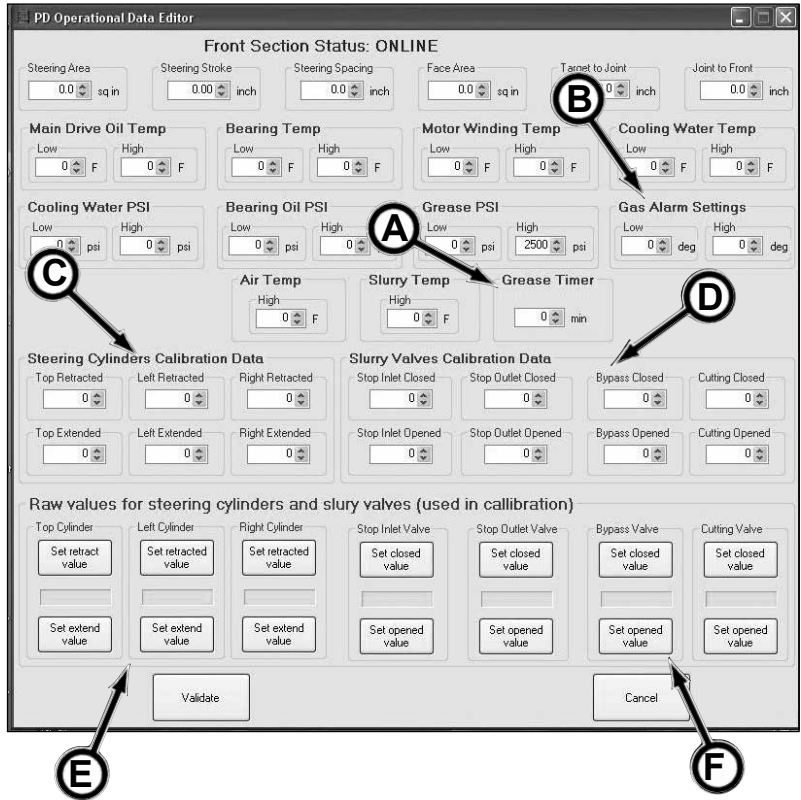 PD Operational Data Editor
Front Section Status: ONLINE
Steering Area Steering Stroke Steering Spacing Face Area Target to Joint Joint to Front
0.0 sq in 0.00 inch 0.0 inch 0.0 sq in 0 inch 0.0 inch
B
Main Drive Oil Temp Bearing Temp Motor Winding Temp Cooling Water Temp
Low High Low High Low High Low High
0 F 0 F 0 F 0 F 0 F 0 F 0 F 0 F
Cooling Water PSI Bearing Oil PSI Grease PSI Gas Alarm Settings
Low High Low High Low High Low High
0 psi 0 psi 0 psi 0 0 psi 2500 psi 0 deg 0 deg
A
C
Air Temp Slurry Temp Grease Timer
High High
0 F 0 F 0 min
D
Steering Cylinders Calibration Data Slurry Valves Calibration Data
Top Retracted Left Retracted Right Retracted Stop Inlet Closed Stop Outlet Closed Bypass Closed Cutting Closed
0 0 0 0 0 0 0
Top Extended Left Extended Right Extended Stop Inlet Opened Stop Outlet Opened Bypass Opened Cutting Opened
0 0 0 0 0 0 0
Raw values for steering cylinders and slury valves (used in callibration)
Top Cylinder Left Cylinder Right Cylinder Stop Inlet Valve Stop Outlet Valve Bypass Valve Cutting Valve
Set retract Set retracted Set retracted Set closed Set closed Set closed Set closed
value value value value value value value
Set extend Set extend Set extend Set opened Set opened Set opened Set opened
value value value value value value value
Validate Cancel
E F